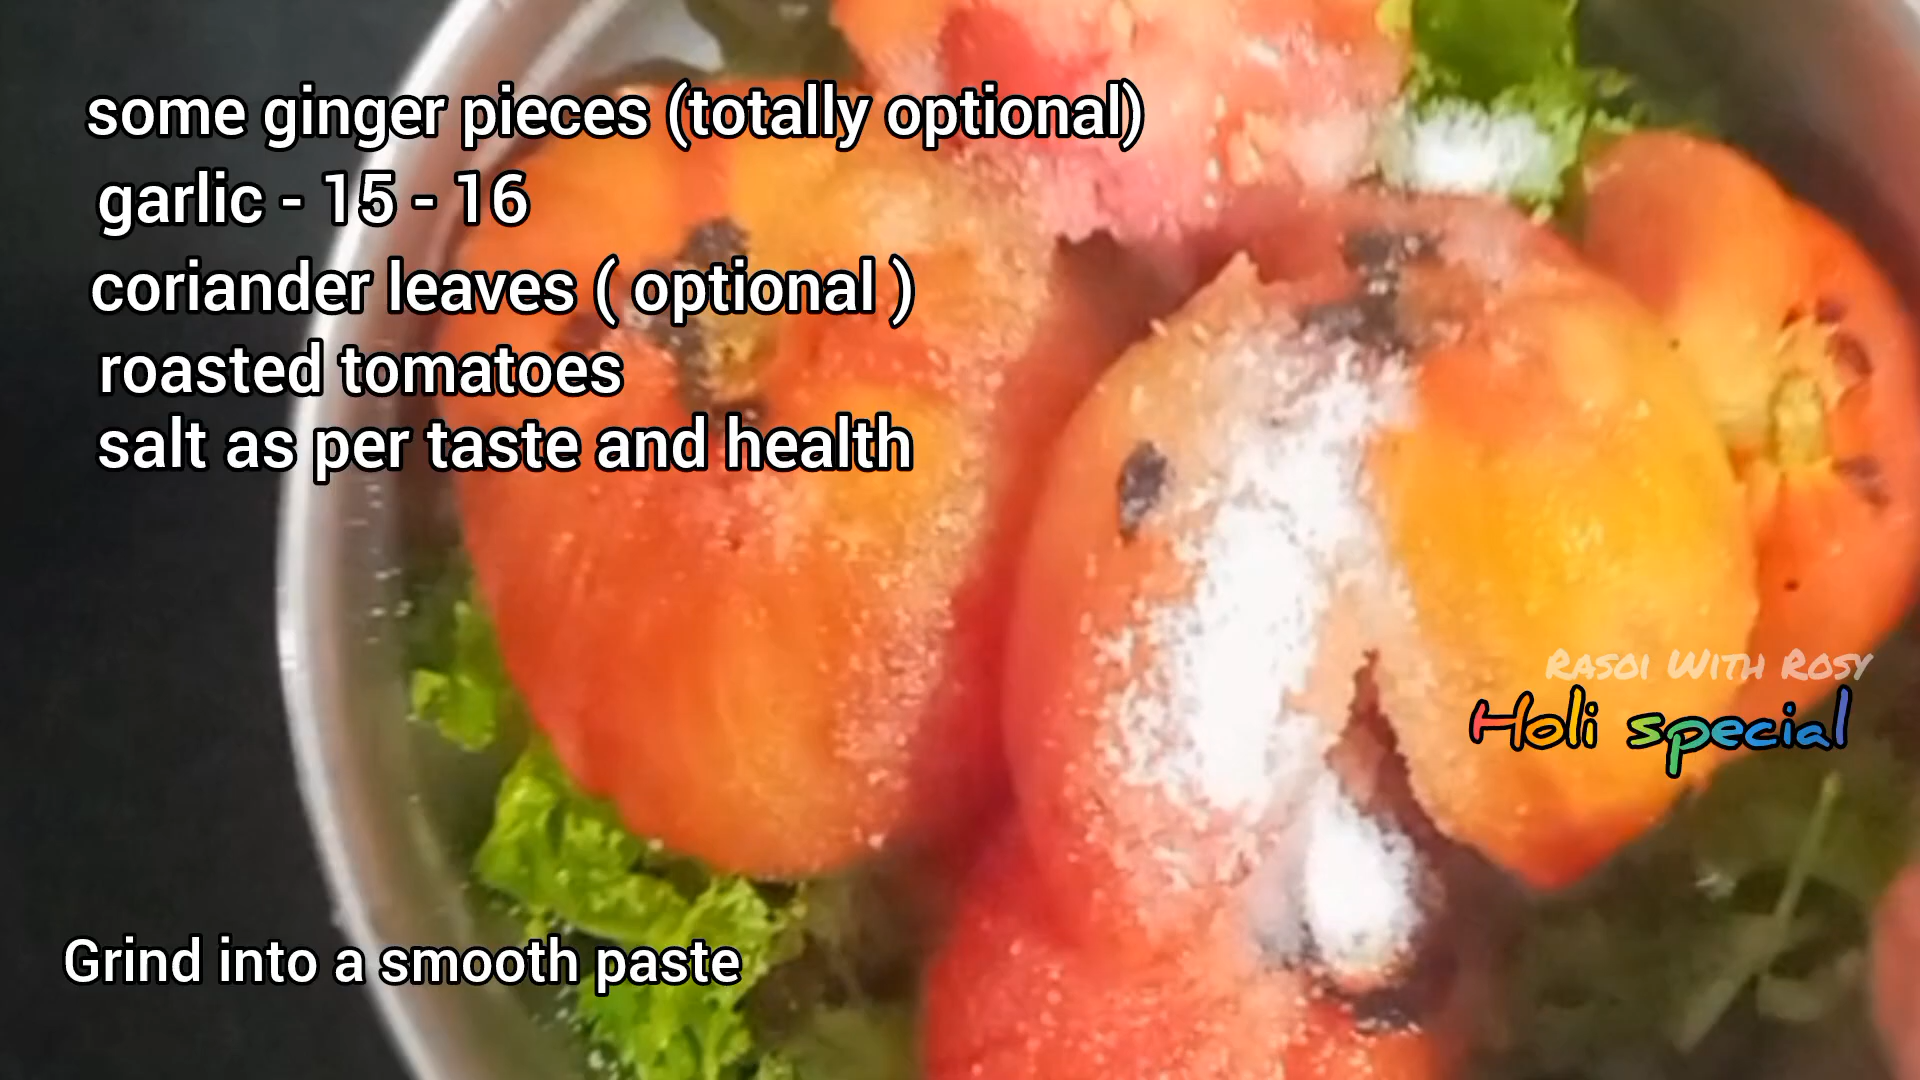 some ginger pieces (totally optional)
garlic - 15 - 16
coriander leaves ( optional )
roasted tomatoes
salt as per taste and health
Rasoi With Rosy
Holi special
Grind into a smooth paste